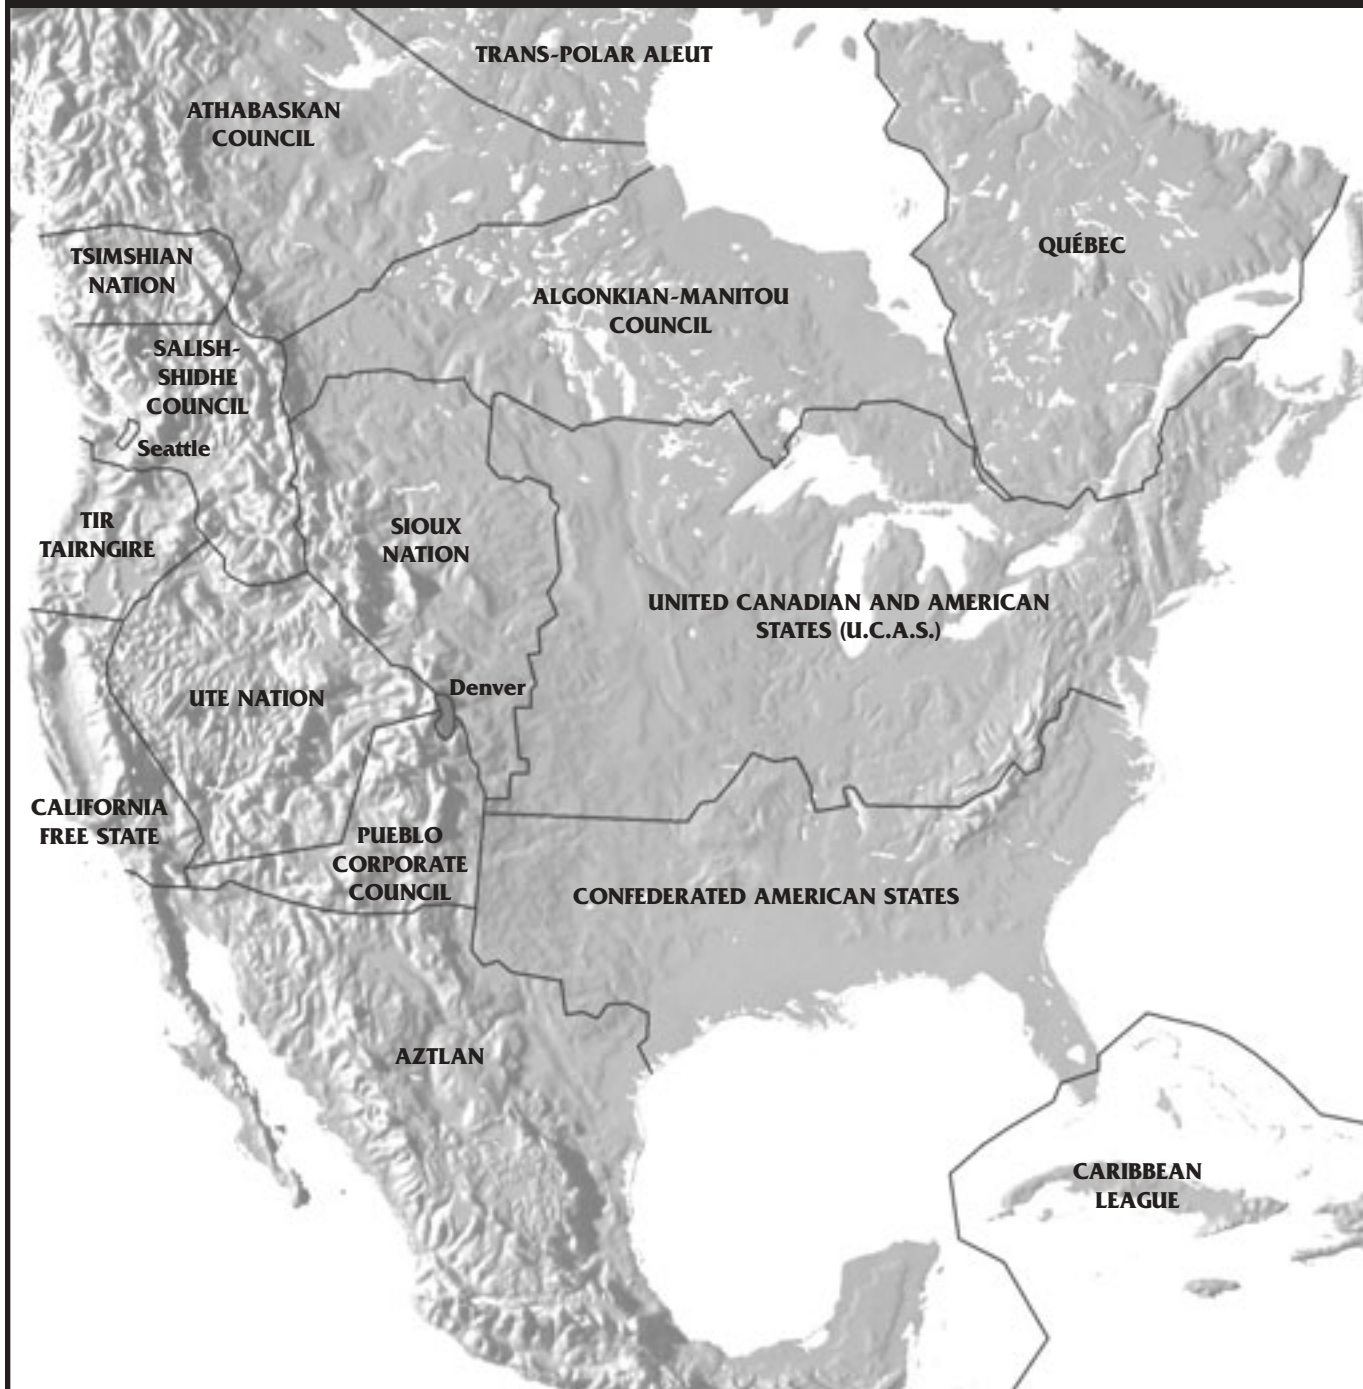 TRANS-POLAR ALEUT
ATHABASKAN
COUNCIL
TSIMSHIAN
NATION
QUÉBEC
ALGONKIAN-MANITOU
COUNCIL
SALISH-
SHIDHE
COUNCIL
Seattle
TIR
TAIRNGIRE
SIOUX
NATION
UNITED CANADIAN AND AMERICAN
STATES (U.C.A.S.)
UTE NATION
Denver
CALIFORNIA
FREE STATE
PUEBLO
CORPORATE
COUNCIL
CONFEDERATED AMERICAN STATES
AZTLAN
CARIBBEAN
LEAGUE